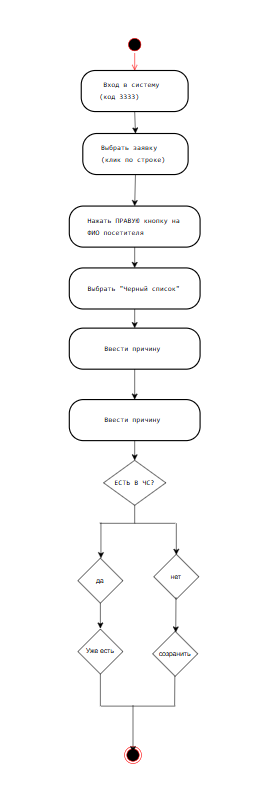 Вход в систему
(код 3333)
Выбрать заявку
(клик по строке)
Нажать ПРАВУЮ кнопку на
ФИО посетителя
Выбрать "Черный список"
Ввести причину
Ввести причину
ЕСТЬ В ЧС?
да
нет
Уже есть
созранить